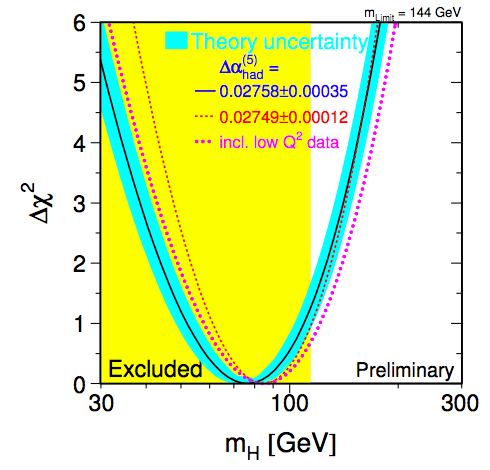 m_Limit = 144 GeV
6
5
4
3
2
1
0
Δχ²
Theory uncertainty
Δα_had^(5) =
0.02758±0.00035
0.02749±0.00012
incl. low Q² data
Excluded
Preliminary
30
100
300
m_H [GeV]